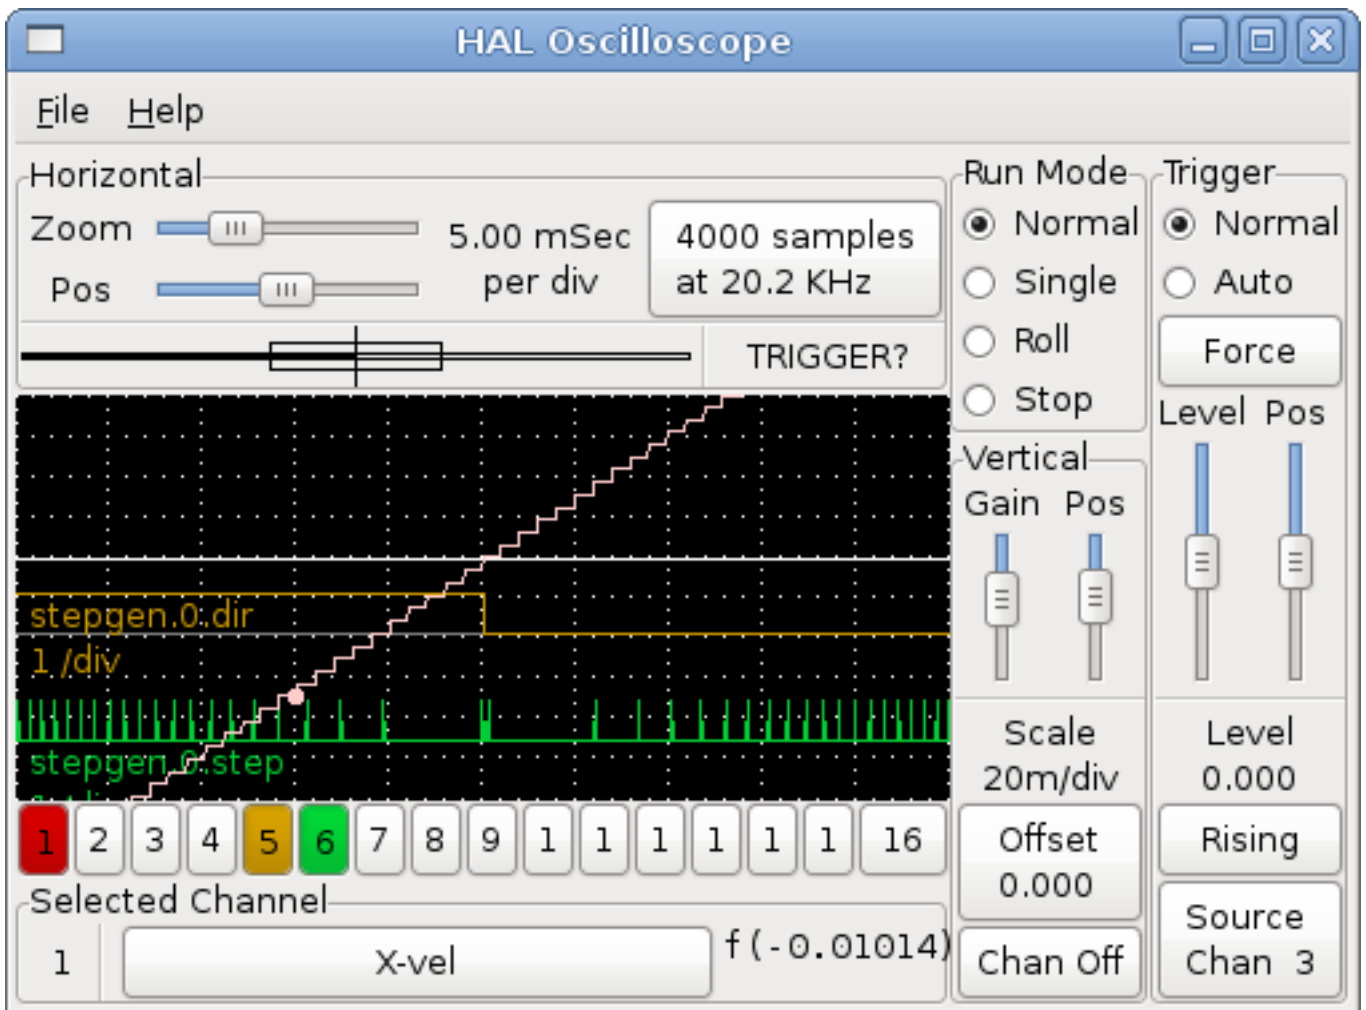 HAL Oscilloscope
File Help
Horizontal
Zoom
Pos
5.00 mSec
per div
4000 samples
at 20.2 KHz
TRIGGER?
Run Mode
Normal
Single
Roll
Stop
Trigger
Normal
Auto
Force
Level Pos
Vertical
Gain Pos
stepgen.0.dir
1 /div
stepgen.0.step
Scale
20m/div
Offset
0.000
Chan Off
Level
0.000
Rising
Source
Chan 3
1 2 3 4 5 6 7 8 9 1 1 1 1 1 1 16
Selected Channel
1
X-vel
f(-0.01014)